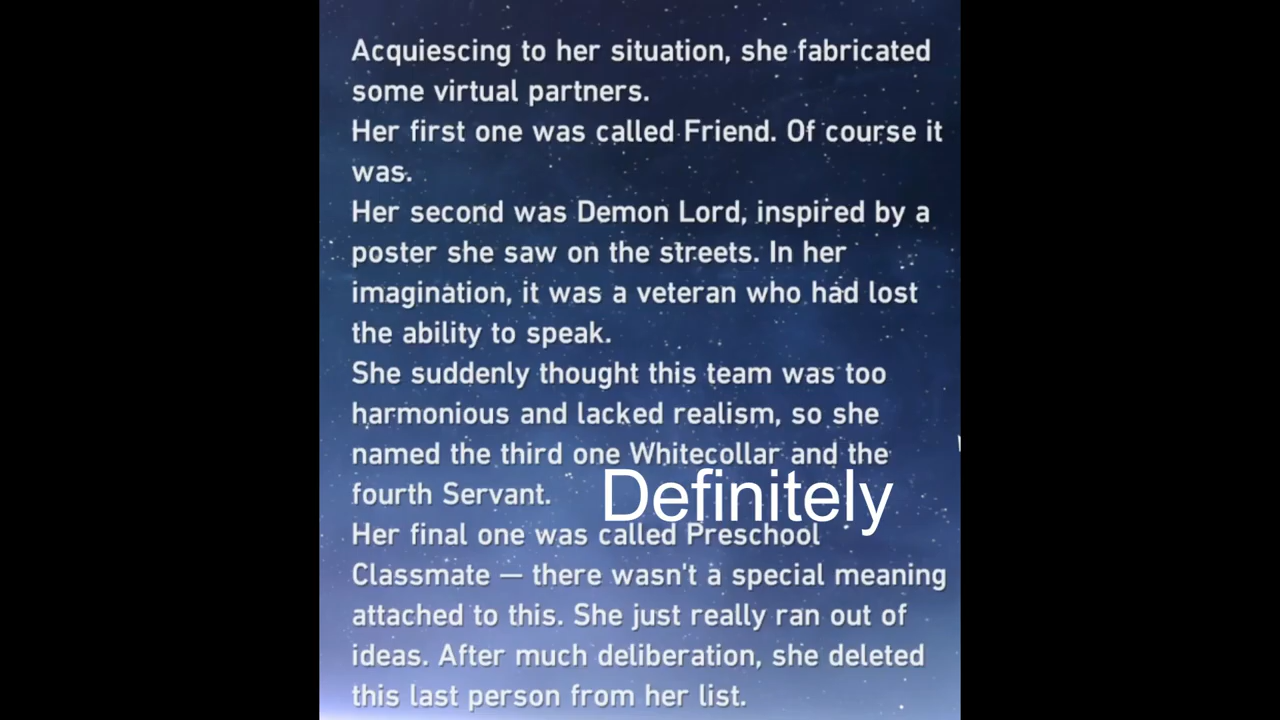 Acquiescing to her situation, she fabricated
some virtual partners.
Her first one was called Friend. Of course it
was.
Her second was Demon Lord, inspired by a
poster she saw on the streets. In her
imagination, it was a veteran who had lost
the ability to speak.
She suddenly thought this team was too
harmonious and lacked realism, so she
named the third one Whitecollar and the
fourth Servant.
Definitely
Her final one was called Preschool
Classmate — there wasn't a special meaning
attached to this. She just really ran out of
ideas. After much deliberation, she deleted
this last person from her list.